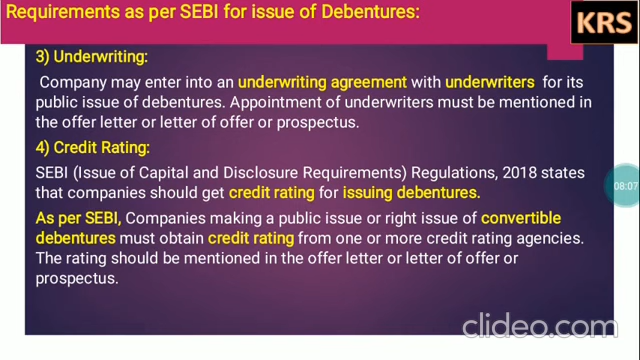 Requirements as per SEBI for issue of Debentures:
KRS
3) Underwriting:
Company may enter into an underwriting agreement with underwriters for its
public issue of debentures. Appointment of underwriters must be mentioned in
the offer letter or letter of offer or prospectus.
4) Credit Rating:
SEBI (Issue of Capital and Disclosure Requirements) Regulations, 2018 states
that companies should get credit rating for issuing debentures.
08:07
As per SEBI, Companies making a public issue or right issue of convertible
debentures must obtain credit rating from one or more credit rating agencies.
The rating should be mentioned in the offer letter or letter of offer or
prospectus.
clideo.com